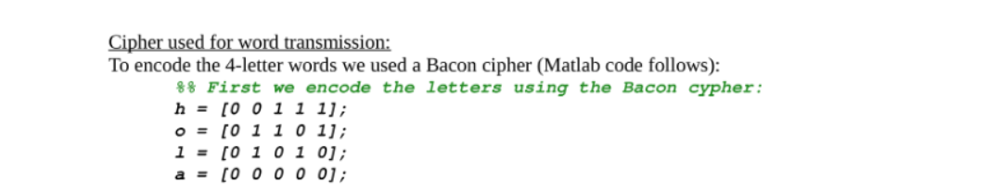 Cipher used for word transmission:
To encode the 4-letter words we used a Bacon cipher (Matlab code follows):
%% First we encode the letters using the Bacon cypher:
h = [0 0 1 1 1];
o = [0 1 1 0 1];
l = [0 1 0 1 0];
a = [0 0 0 0 0];